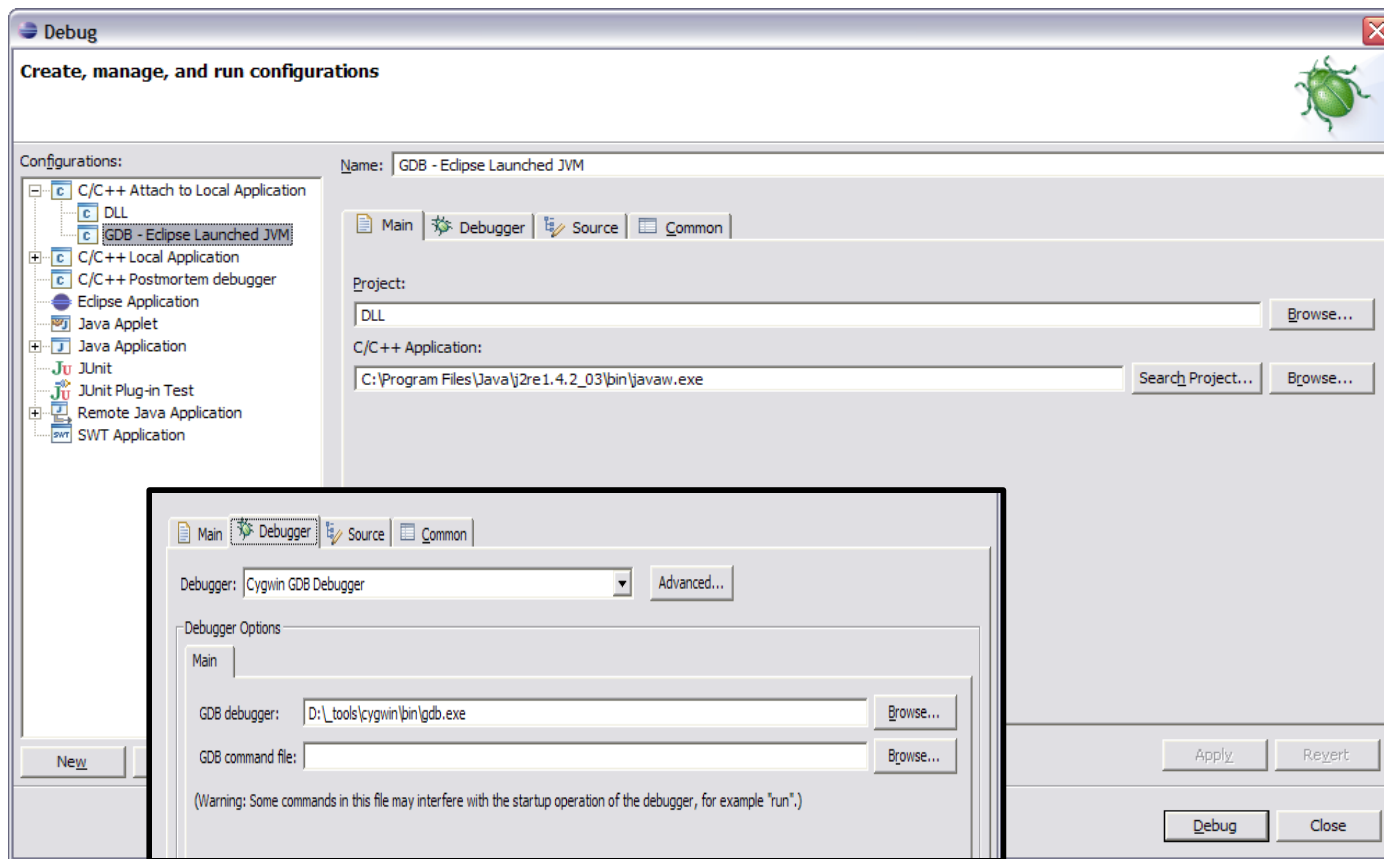 Debug
Create, manage, and run configurations
Configurations:
C/C++ Attach to Local Application
DLL
GDB - Eclipse Launched JVM
C/C++ Local Application
C/C++ Postmortem debugger
Eclipse Application
Java Applet
Java Application
JUnit
JUnit Plug-in Test
Remote Java Application
SWT Application
New
Name: GDB - Eclipse Launched JVM
Main Debugger Source Common
Project:
DLL Browse...
C/C++ Application:
C:\Program Files\Java\j2re1.4.2_03\bin\javaw.exe Search Project... Browse...
Main Debugger Source Common
Debugger: Cygwin GDB Debugger Advanced...
Debugger Options
Main
GDB debugger: D:\_tools\cygwin\bin\gdb.exe Browse...
GDB command file: Browse...
(Warning: Some commands in this file may interfere with the startup operation of the debugger, for example "run".)
Apply Revert
Debug Close